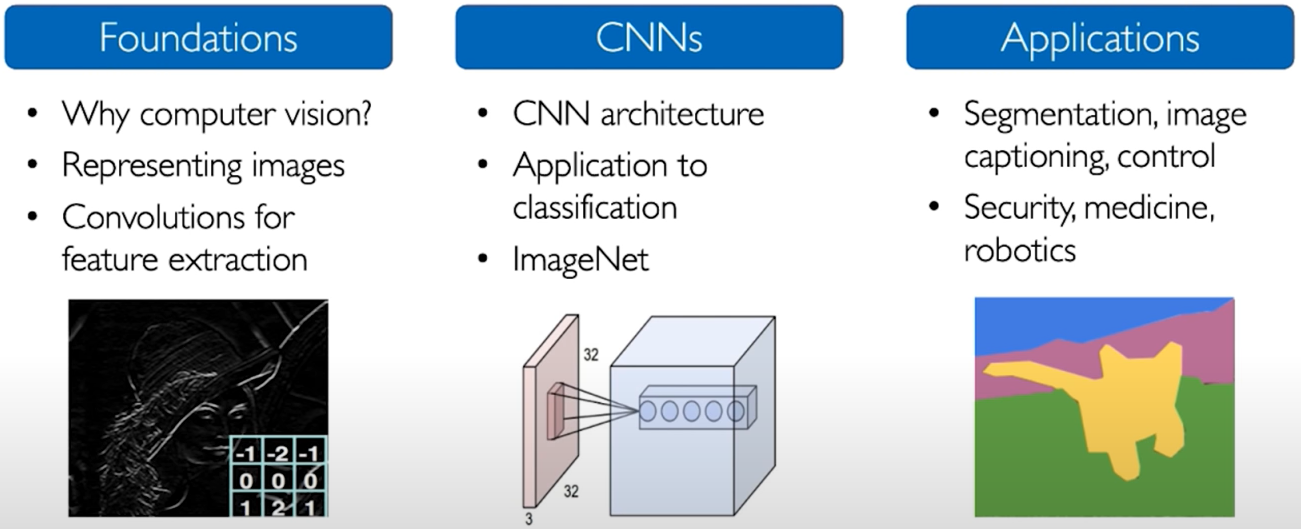 Foundations
• Why computer vision?
• Representing images
• Convolutions for
feature extraction
-1 -2 -1
0 0 0
1 2 1
CNNs
• CNN architecture
• Application to
classification
• ImageNet
32
32
3
Applications
• Segmentation, image
captioning, control
• Security, medicine,
robotics